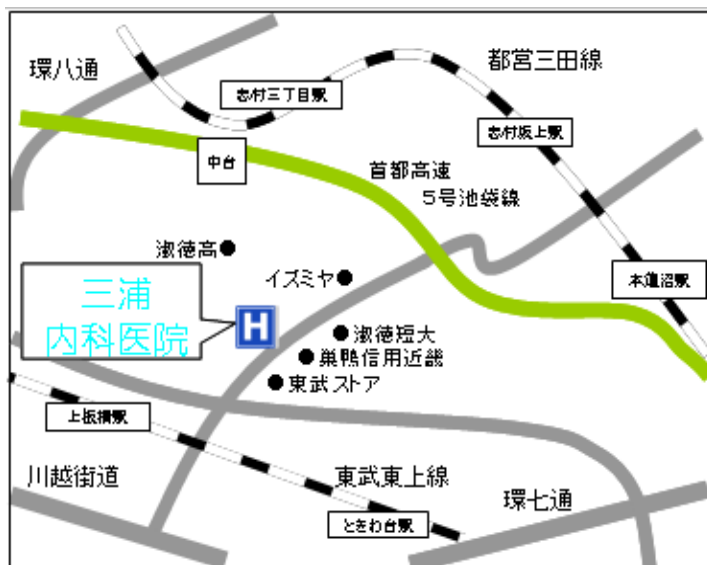 環八通
都営三田線
志村三丁目駅
志村坂上駅
中台
首都高速
5号池袋線
淑徳高
イズミヤ
本蓮沼駅
三浦
内科医院
H
淑徳短大
巣鴨信用近畿
東武ストア
上板橋駅
川越街道
東武東上線
環七通
ときわ台駅